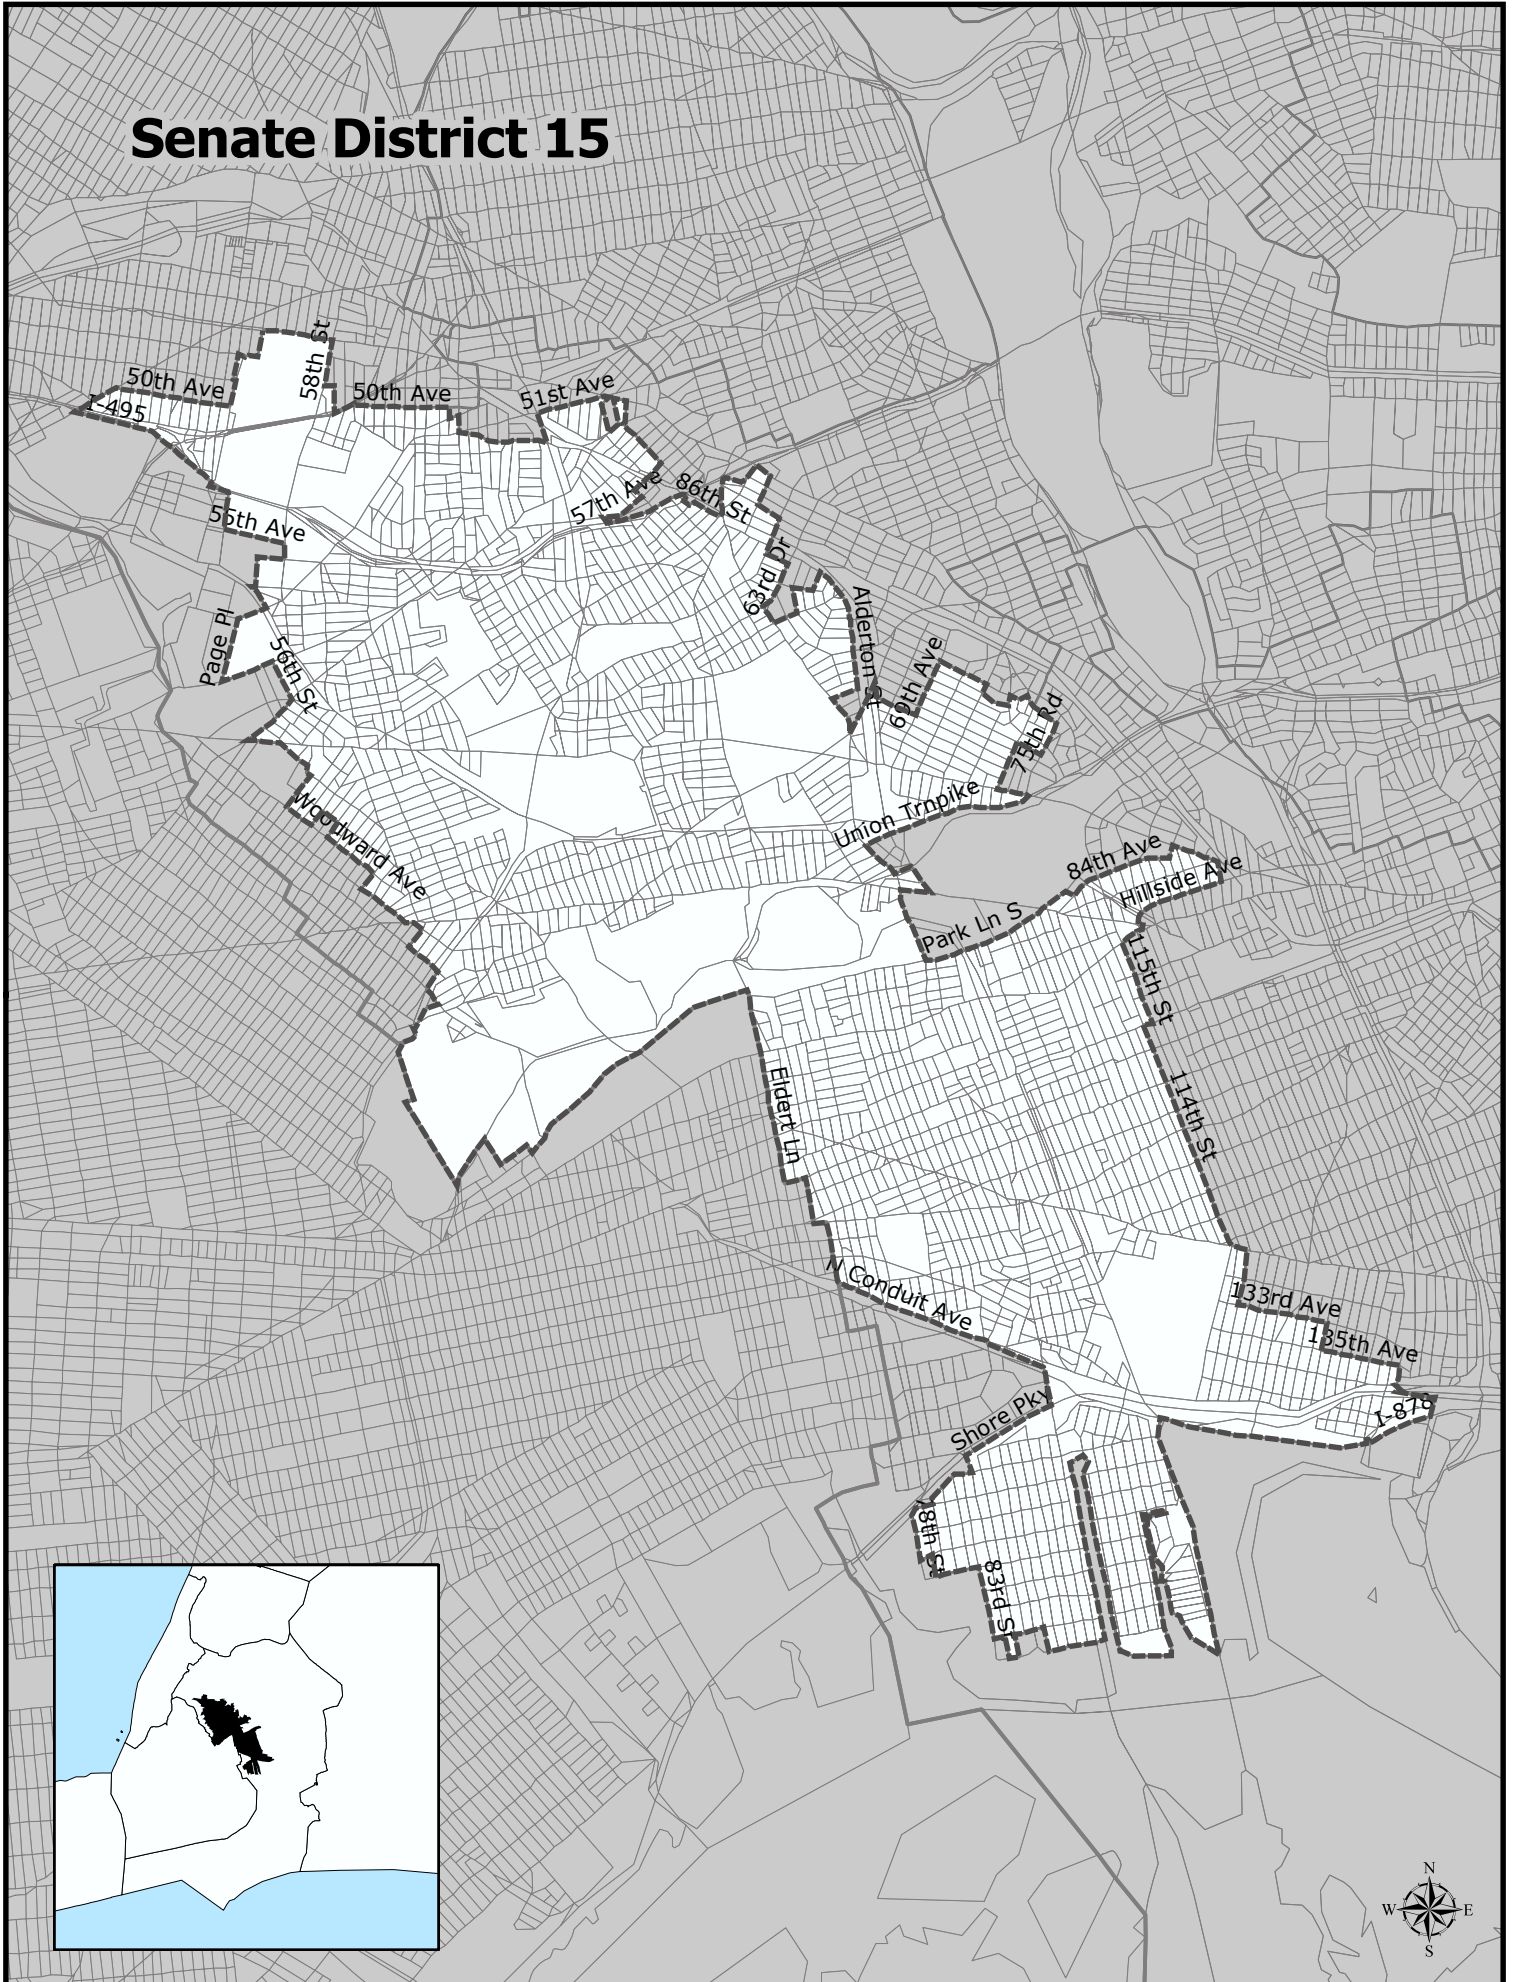 Senate District 15
58th St
50th Ave
50th Ave
51st Ave
I-495
57th Ave
86th St
55th Ave
63rd Dr
Alderton St
Page Pl
56th St
69th Ave
75th Rd
Union Trnpike
Woodward Ave
84th Ave
Hillside Ave
Park Ln S
115th St
Eldert Ln
114th St
N Conduit Ave
133rd Ave
135th Ave
I-878
Shore Pky
78th St
83rd St
N
W
E
S